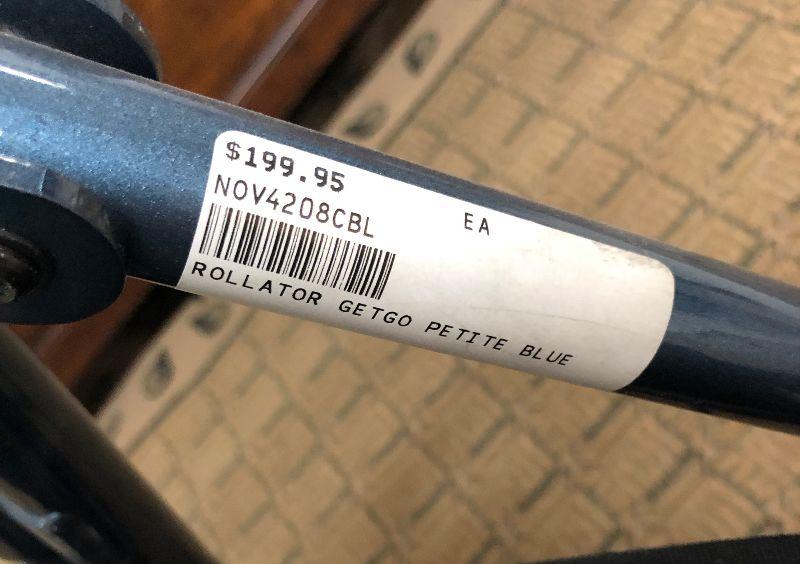 $199.95
NOV4208CBL EA
ROLLATOR GETGO PETITE BLUE